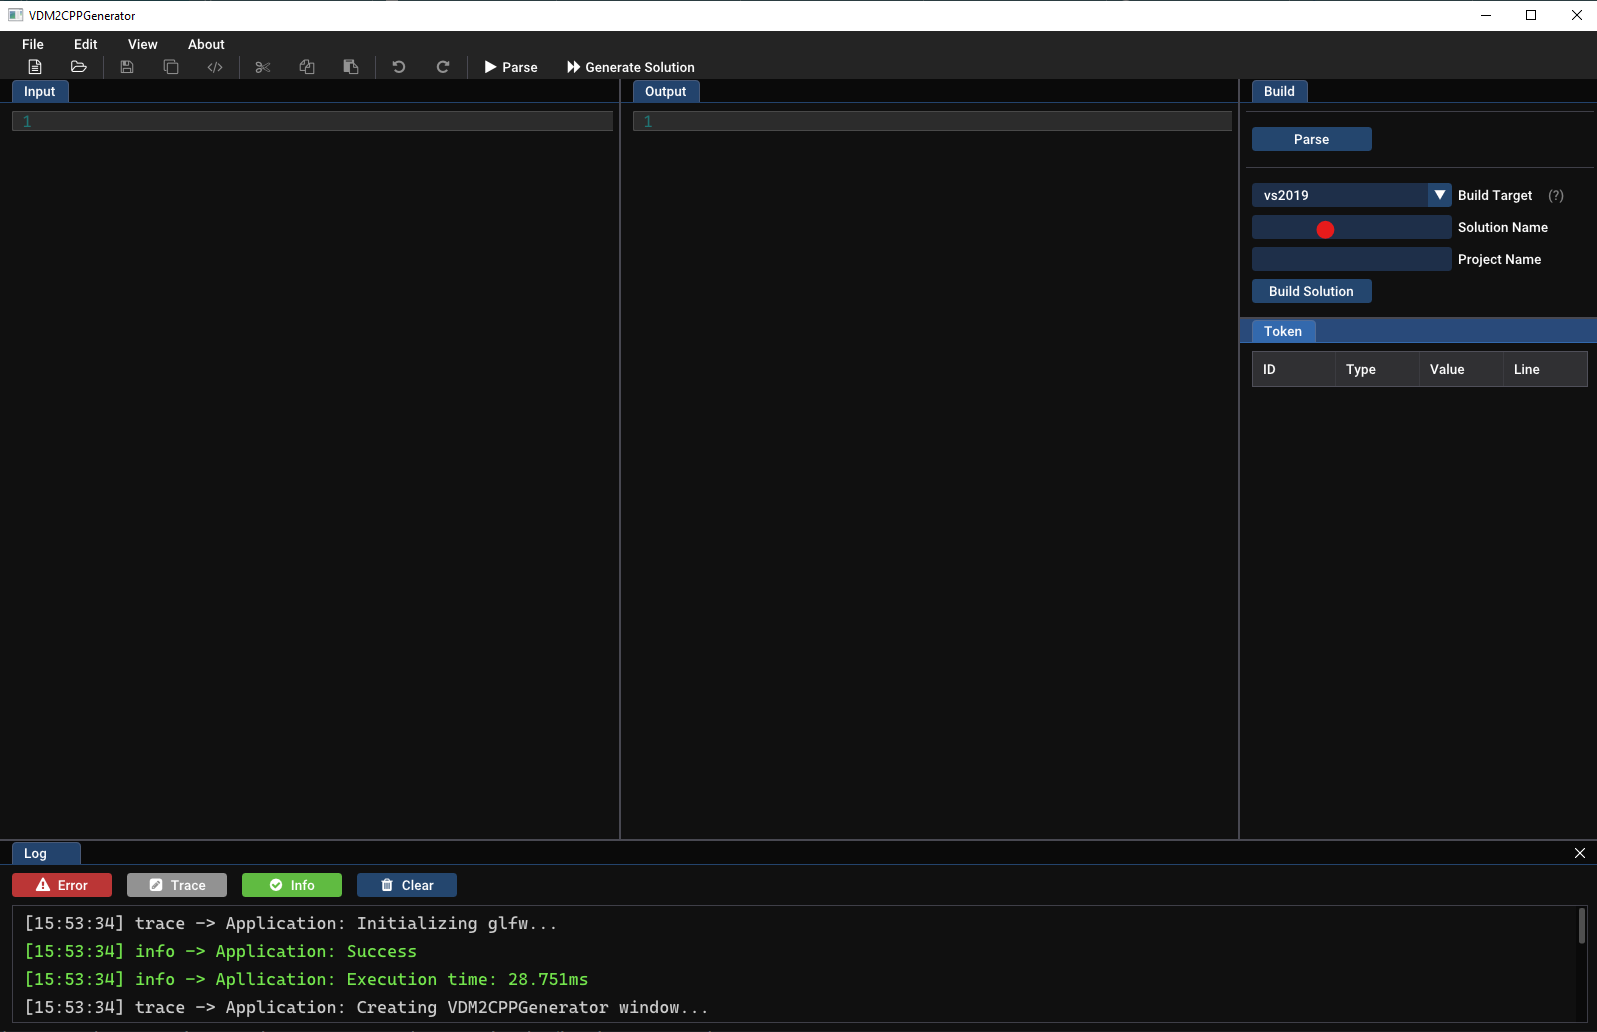 VDM2CPPGenerator
File Edit View About
</> Parse Generate Solution
Input
1
Output
1
Build
Parse
vs2019 Build Target (?)
Solution Name
Project Name
Build Solution
Token
ID Type Value Line
Log
Error Trace Info Clear
[15:53:34] trace -> Application: Initializing glfw...
[15:53:34] info -> Application: Success
[15:53:34] info -> Apllication: Execution time: 28.751ms
[15:53:34] trace -> Application: Creating VDM2CPPGenerator window...